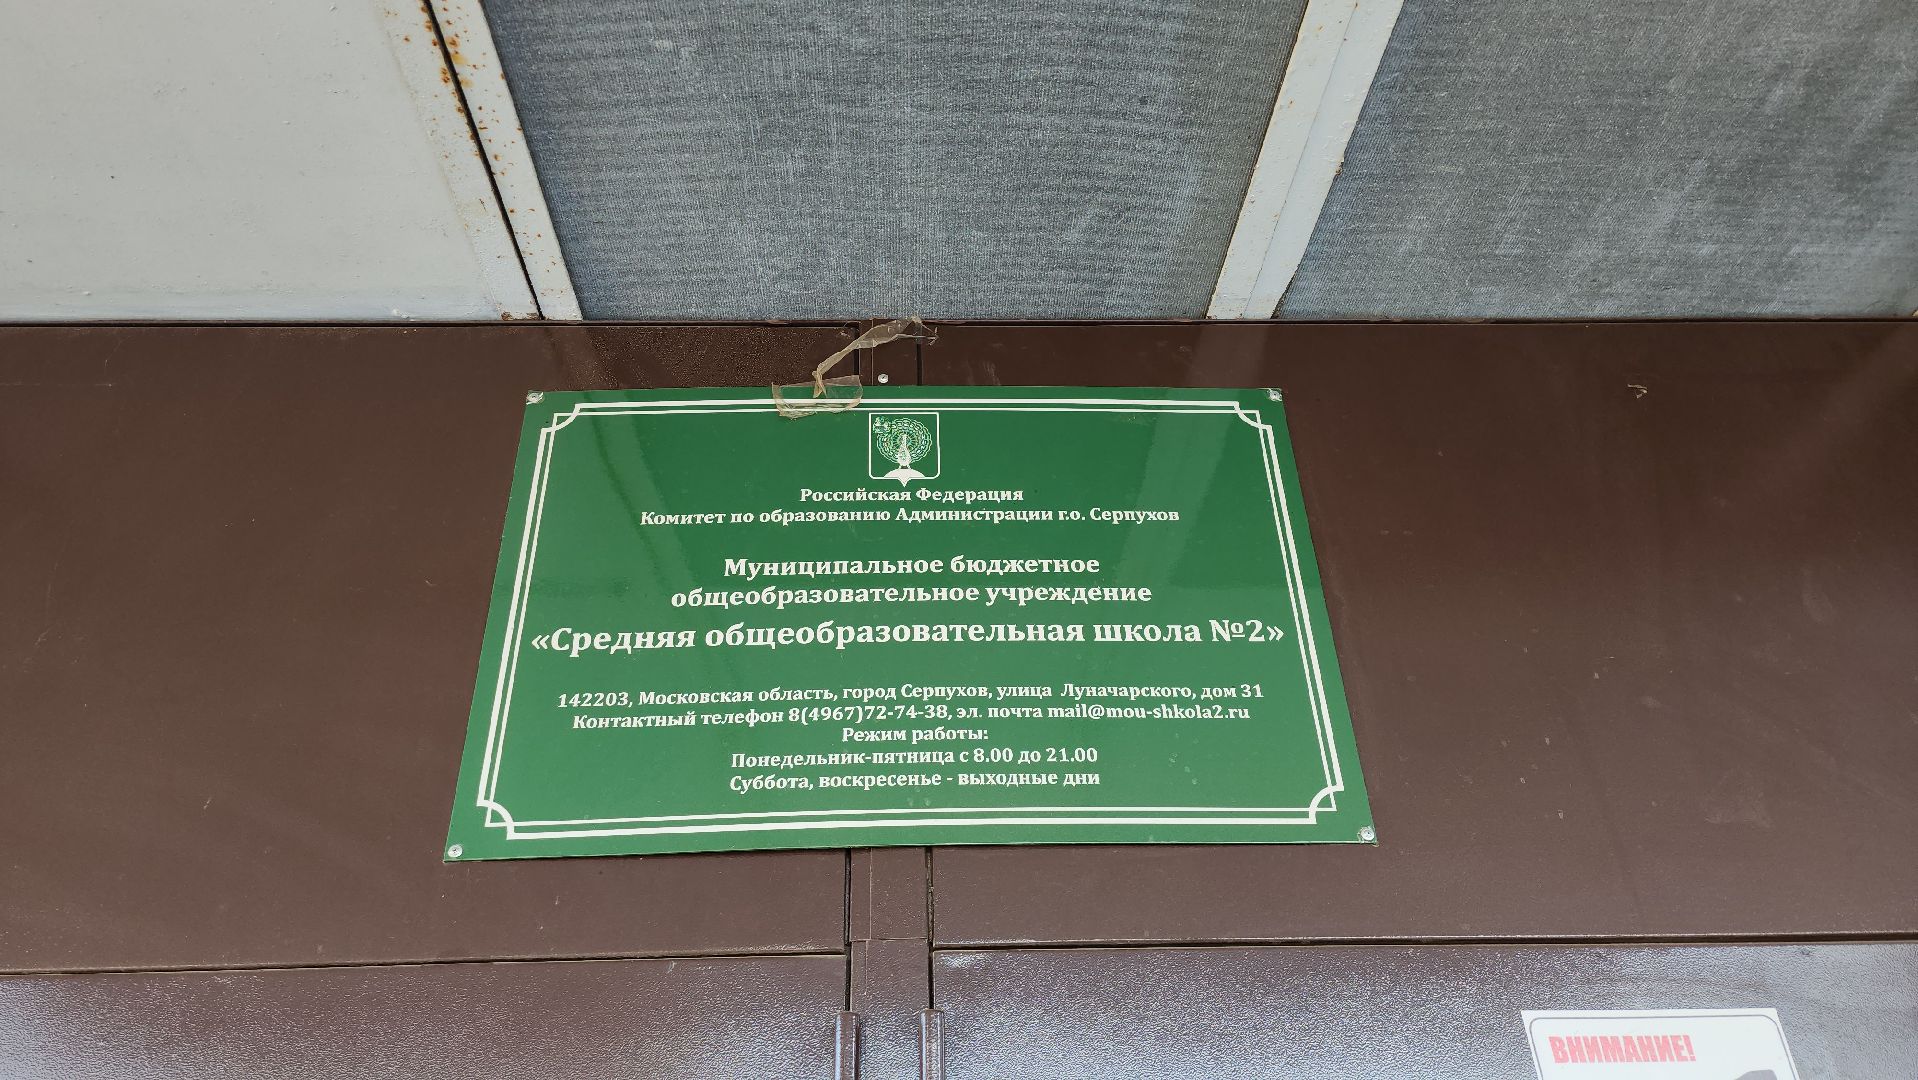 Российская Федерация
Комитет по образованию Администрации г.о. Серпухов
Муниципальное бюджетное
общеобразовательное учреждение
«Средняя общеобразовательная школа №2»
142203, Московская область, город Серпухов, улица Луначарского, дом 31
Контактный телефон 8(4967)72-74-38, эл. почта mail@mou-shkola2.ru
Режим работы:
Понедельник-пятница с 8.00 до 21.00
Суббота, воскресенье - выходные дни
ВНИМАНИЕ!